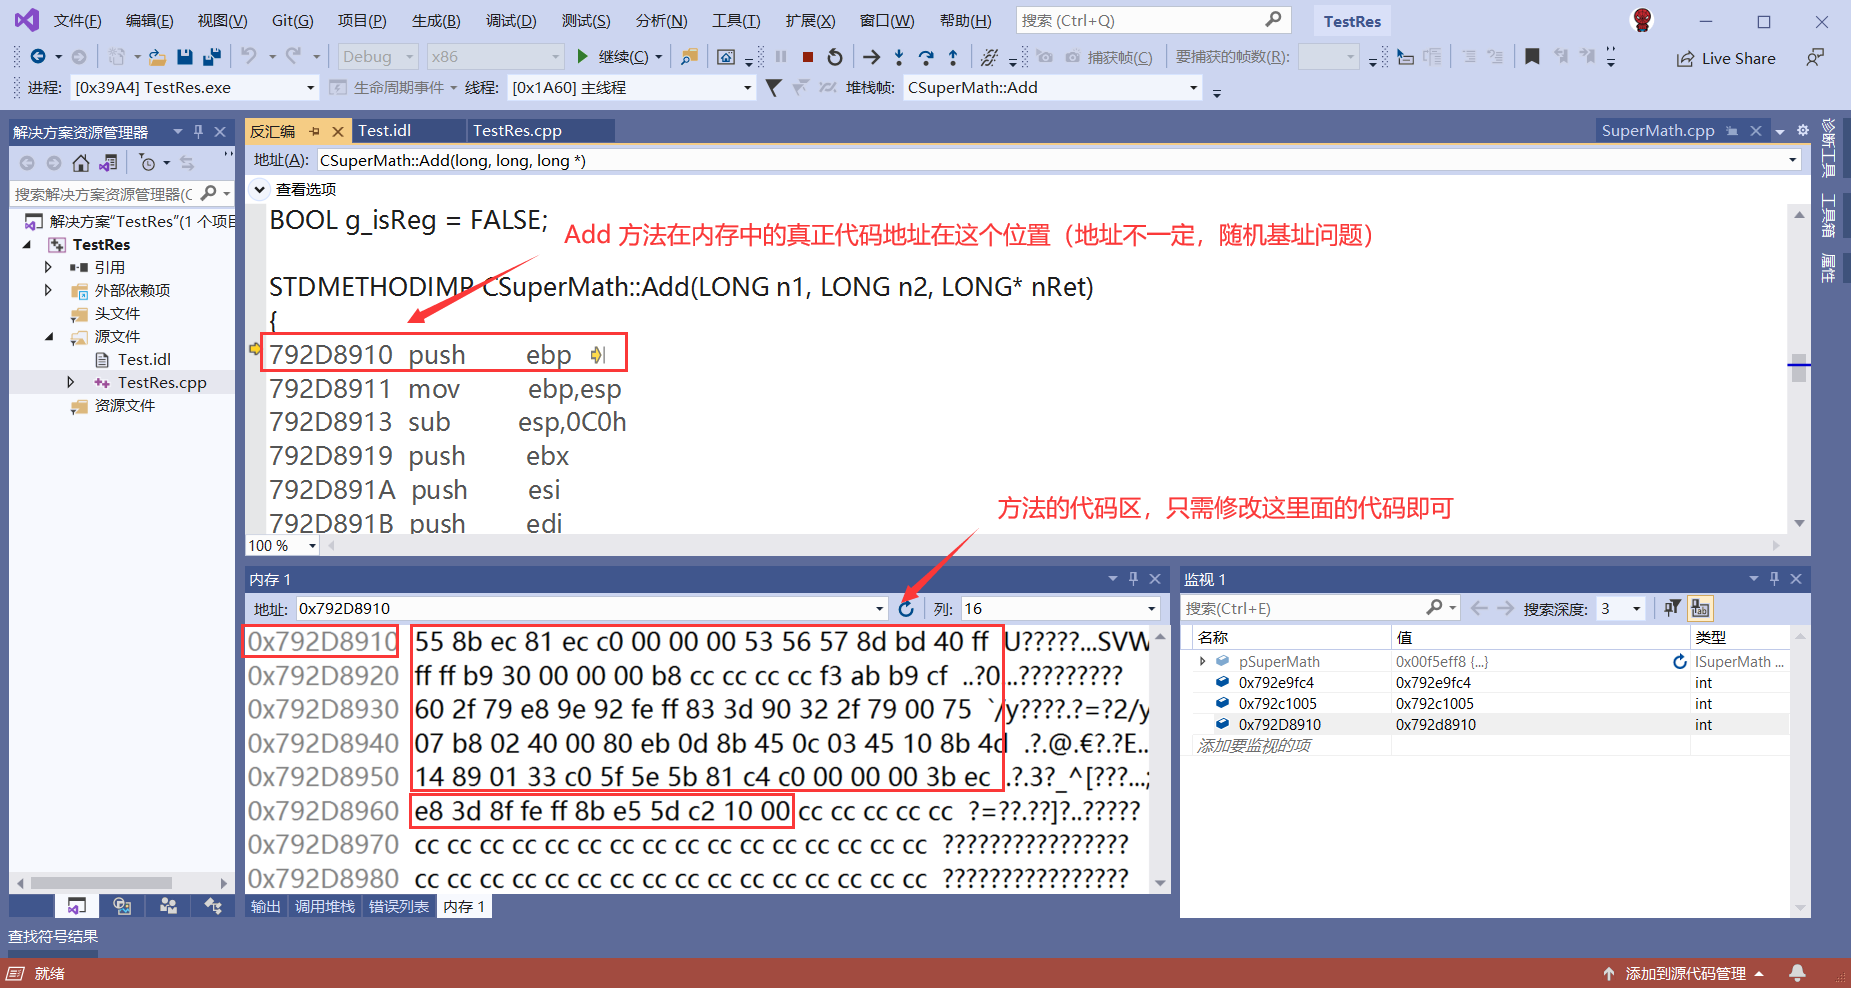 文件(F) 编辑(E) 视图(V) Git(G) 项目(P) 生成(B) 调试(D) 测试(S) 分析(N) 工具(T) 扩展(X) 窗口(W) 帮助(H) 搜索 (Ctrl+Q) TestRes
Debug x86 继续(C) 捕获帧(C) 要捕获的帧数(R): Live Share
进程: [0x39A4] TestRes.exe 生命周期事件 线程: [0x1A60] 主线程 堆栈帧: CSuperMath::Add
解决方案资源管理器
搜索解决方案资源管理器(C
解决方案"TestRes"(1 个项目
TestRes
引用
外部依赖项
头文件
源文件
Test.idl
TestRes.cpp
资源文件
反汇编 Test.idl TestRes.cpp SuperMath.cpp
地址(A): CSuperMath::Add(long, long, long *)
查看选项
BOOL g_isReg = FALSE;
Add 方法在内存中的真正代码地址在这个位置（地址不一定，随机基址问题）
STDMETHODIMP CSuperMath::Add(LONG n1, LONG n2, LONG* nRet)
{
792D8910 push ebp
792D8911 mov ebp,esp
792D8913 sub esp,0C0h
792D8919 push ebx
792D891A push esi
792D891B push edi
方法的代码区，只需修改这里面的代码即可
100 %
内存 1
地址: 0x792D8910 列: 16
0x792D8910 55 8b ec 81 ec c0 00 00 00 53 56 57 8d bd 40 ff U?????...SVW
0x792D8920 ff ff b9 30 00 00 00 b8 cc cc cc cc f3 ab b9 cf ..?0...?????????
0x792D8930 60 2f 79 e8 9e 92 fe ff 83 3d 90 32 2f 79 00 75 `/y????.?=?2/y
0x792D8940 07 b8 02 40 00 80 eb 0d 8b 45 0c 03 45 10 8b 4d .?.@.€?.?E..
0x792D8950 14 89 01 33 c0 5f 5e 5b 81 c4 c0 00 00 00 3b ec .?.3?_^[???...;
0x792D8960 e8 3d 8f fe ff 8b e5 5d c2 10 00 cc cc cc cc cc ?=??.??]?..?????
0x792D8970 cc cc cc cc cc cc cc cc cc cc cc cc cc cc cc cc ????????????????
0x792D8980 cc cc cc cc cc cc cc cc cc cc cc cc cc cc cc cc ????????????????
输出 调用堆栈 错误列表 内存 1
监视 1
搜索(Ctrl+E) 搜索深度: 3
名称 值 类型
pSuperMath 0x00f5eff8 {...} ISuperMath ...
0x792e9fc4 0x792e9fc4 int
0x792c1005 0x792c1005 int
0x792D8910 0x792d8910 int
添加要监视的项
诊断工具
工具箱
属性
查找符号结果
就绪 添加到源代码管理